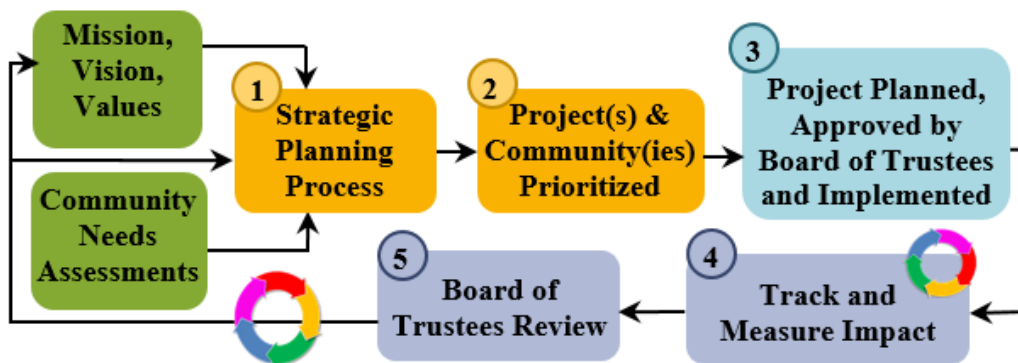 Mission,
Vision,
Values
Community
Needs
Assessments
1
Strategic
Planning
Process
2
Project(s) &
Community(ies)
Prioritized
3
Project Planned,
Approved by
Board of Trustees
and Implemented
4
Track and
Measure Impact
5
Board of
Trustees Review